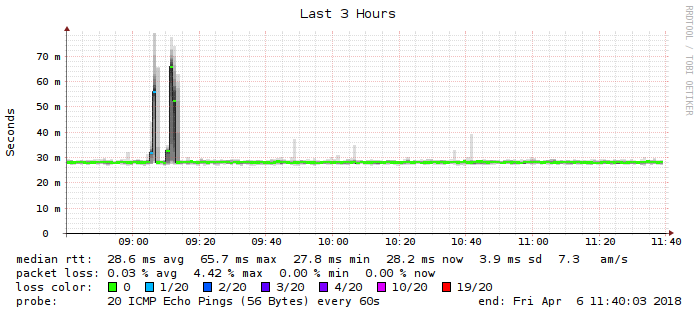 Last 3 Hours
RRDTOOL / TOBI OETIKER
Seconds
70 m
60 m
50 m
40 m
30 m
20 m
10 m
0
09:00 09:20 09:40 10:00 10:20 10:40 11:00 11:20 11:40
median rtt: 28.6 ms avg 65.7 ms max 27.8 ms min 28.2 ms now 3.9 ms sd 7.3 am/s
packet loss: 0.03 % avg 4.42 % max 0.00 % min 0.00 % now
loss color: 0 1/20 2/20 3/20 4/20 10/20 19/20
probe: 20 ICMP Echo Pings (56 Bytes) every 60s end: Fri Apr 6 11:40:03 2018